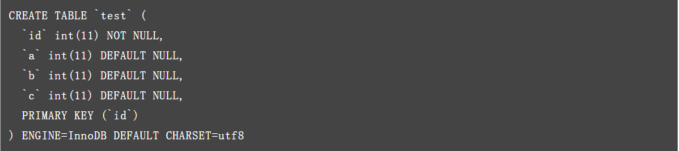 CREATE TABLE `test` (
  `id` int(11) NOT NULL,
  `a` int(11) DEFAULT NULL,
  `b` int(11) DEFAULT NULL,
  `c` int(11) DEFAULT NULL,
  PRIMARY KEY (`id`)
) ENGINE=InnoDB DEFAULT CHARSET=utf8